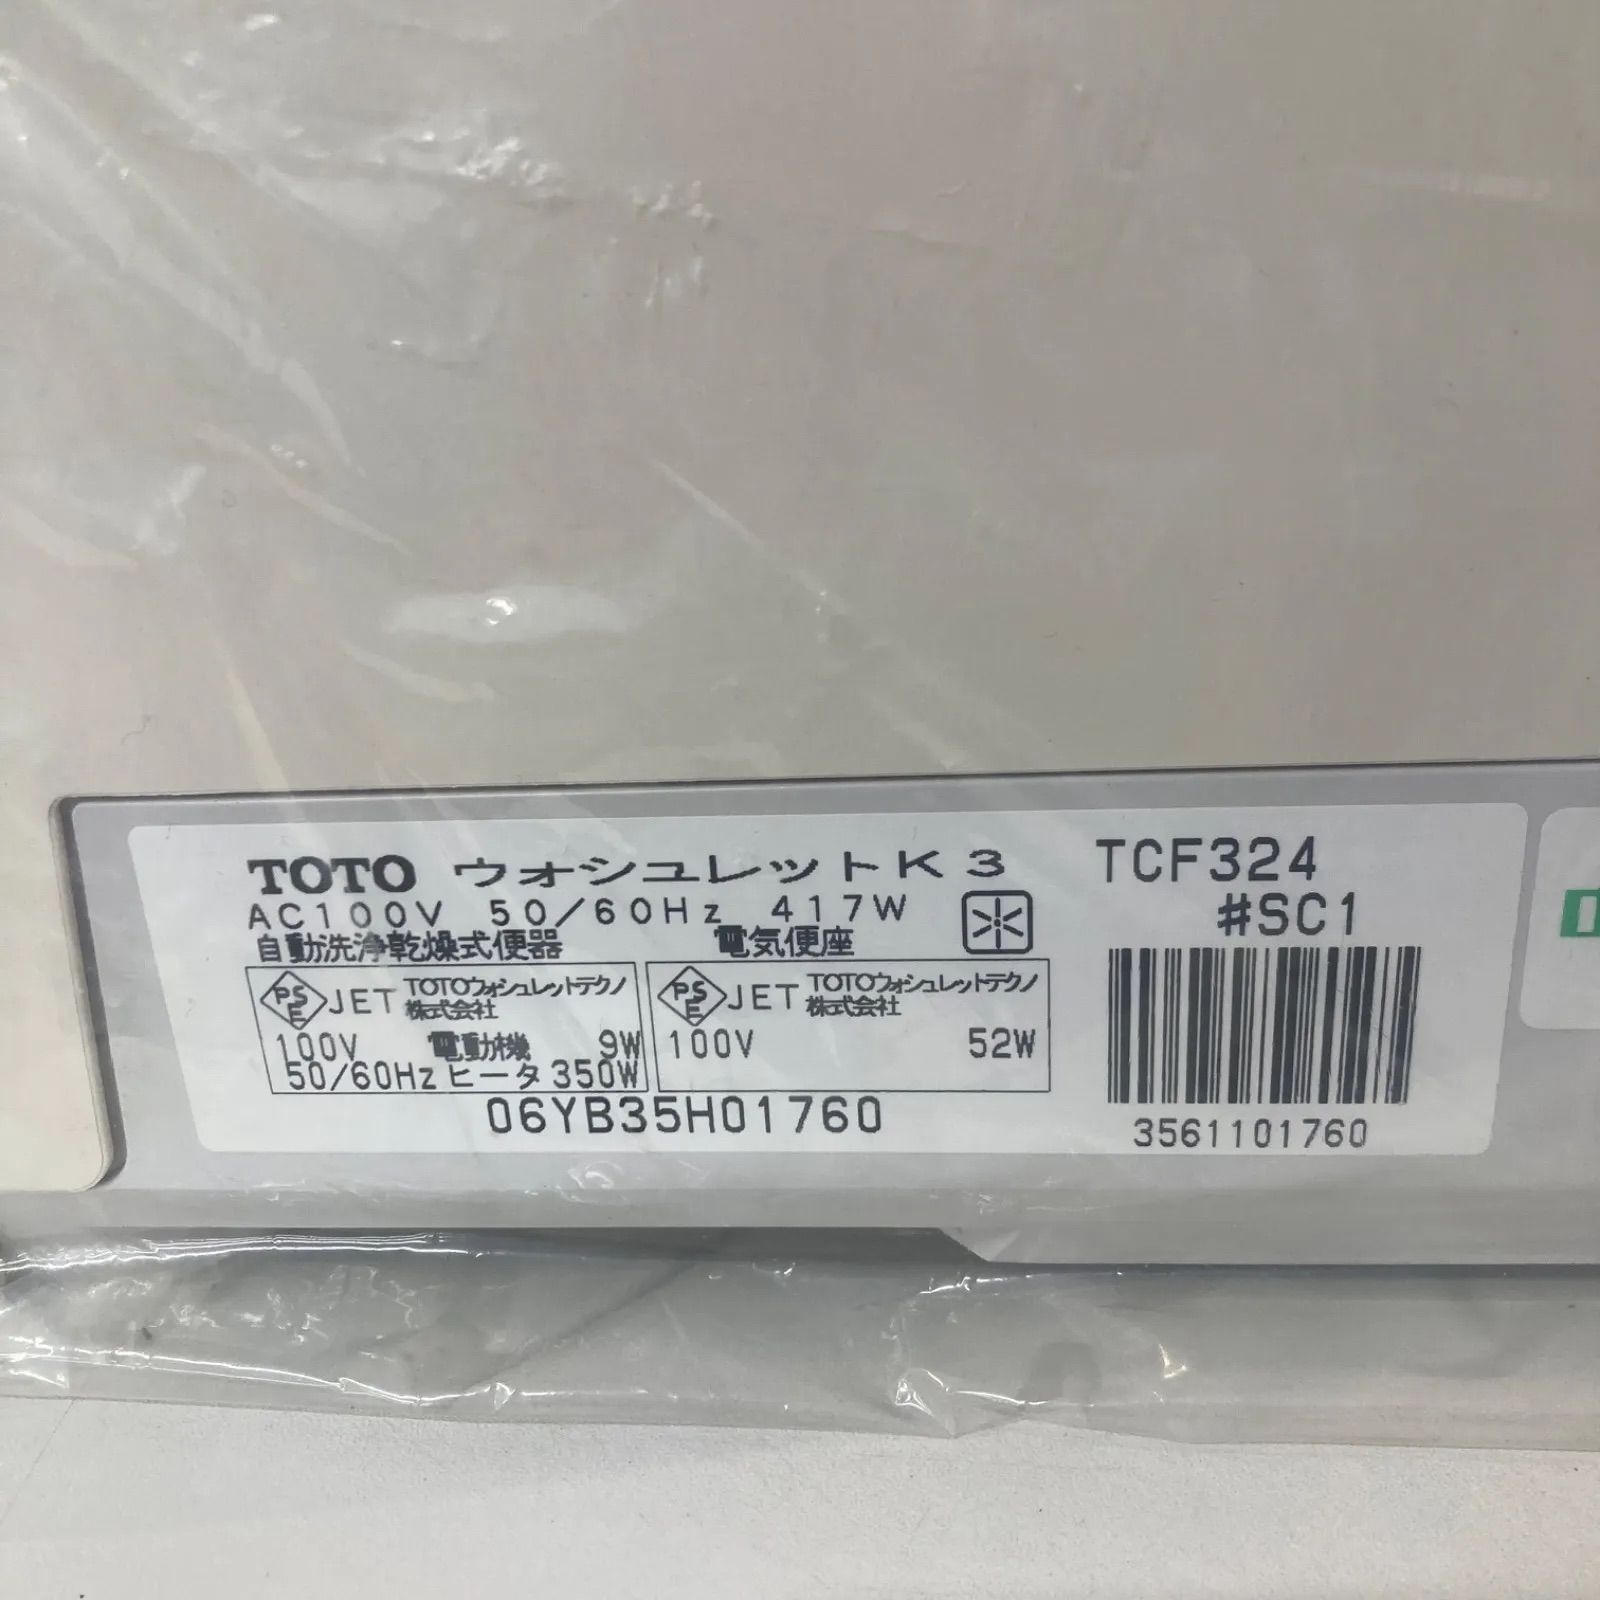 TOTO ウォシュレットK3 TCF324
#SC1
AC100V 50/60Hz 417W
自動洗浄乾燥式便器 電気便座
PSE JET TOTOウォシュレットテクノ株式会社
100V 電動機 9W
50/60Hz ヒータ 350W
PSE JET TOTOウォシュレットテクノ株式会社
100V 52W
06YB35H01760
3561101760